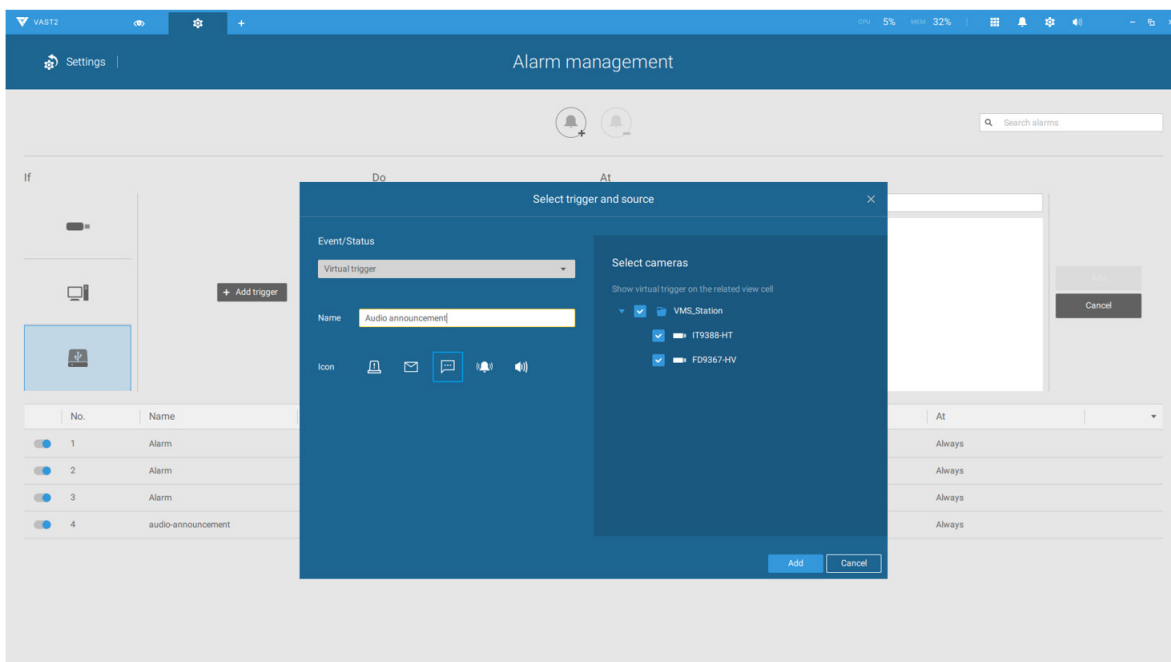 VAST2
+
CPU 5% MEM 32%
Settings
Alarm management
Search alarms
If Do At
Select trigger and source
Event/Status
Virtual trigger
Name Audio announcement
Icon
Select cameras
Show virtual trigger on the related view cell
VMS_Station
IT9388-HT
FD9367-HV
Add Cancel
+ Add trigger
Add
Cancel
No. Name At
1 Alarm Always
2 Alarm Always
3 Alarm Always
4 audio-announcement Always